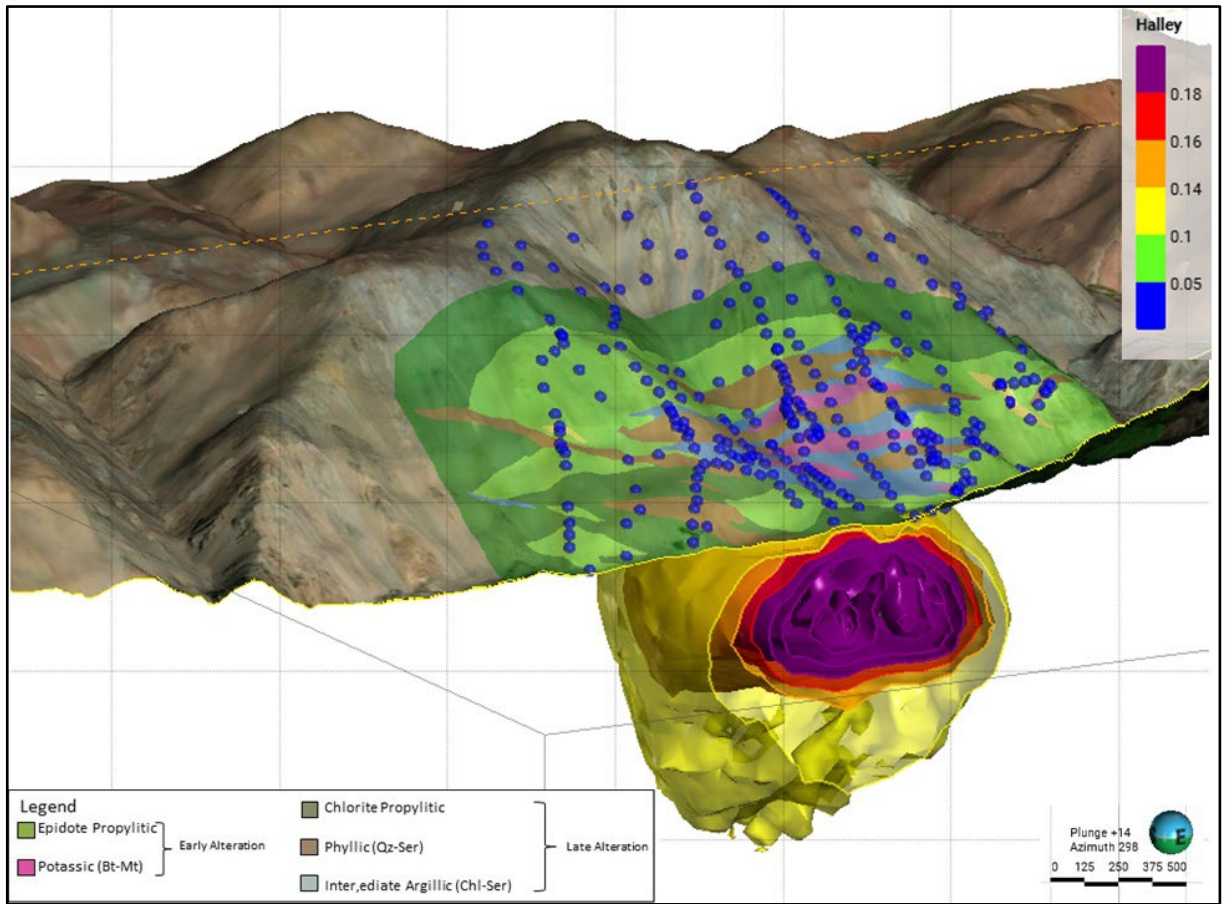 Halley
0.18
0.16
0.14
0.1
0.05
Legend
Epidote Propylitic
Potassic (Bt-Mt)
Early Alteration
Chlorite Propylitic
Phyllic (Qz-Ser)
Inter,ediate Argillic (Chl-Ser)
Late Alteration
Plunge +14
Azimuth 298
E
0 125 250 375 500